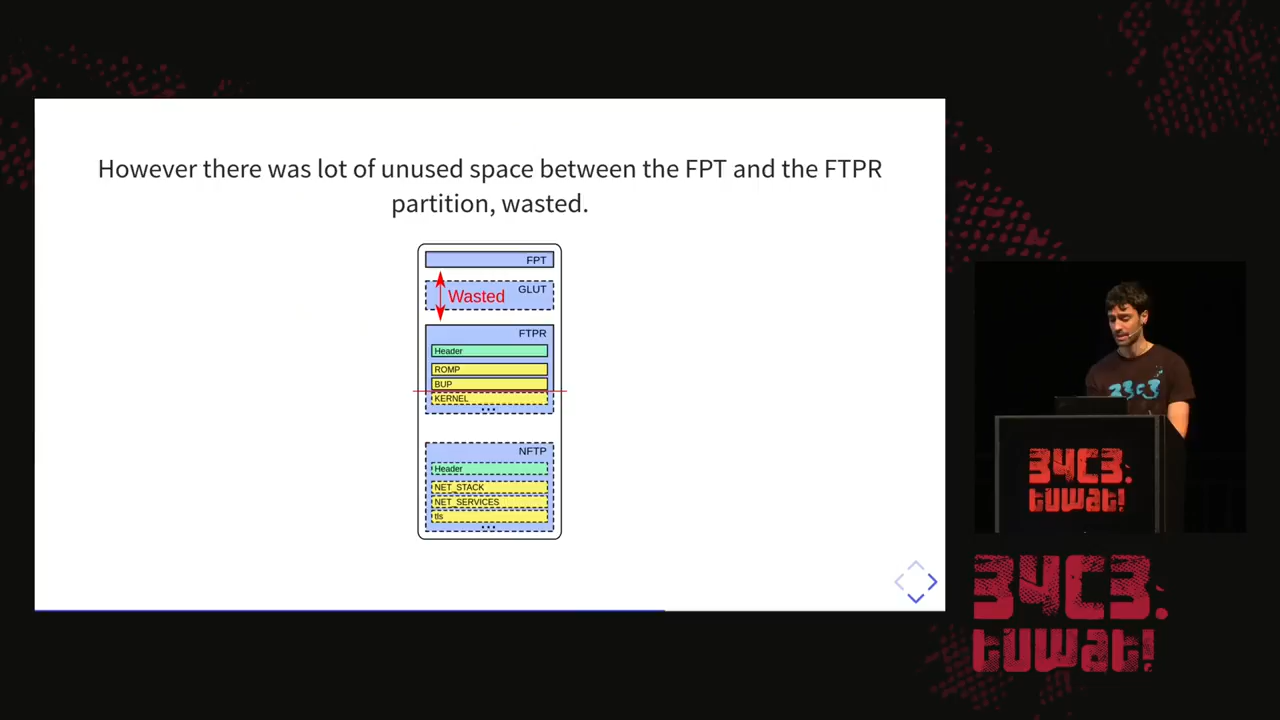 However there was lot of unused space between the FPT and the FTPR
partition, wasted.
FPT
GLUT
Wasted
FTPR
Header
ROMP
BUP
KERNEL
...
NFTP
Header
NET_STACK
NET_SERVICES
tls
...
23C3
34C3.
tuwat!
34C3.
tuwat!